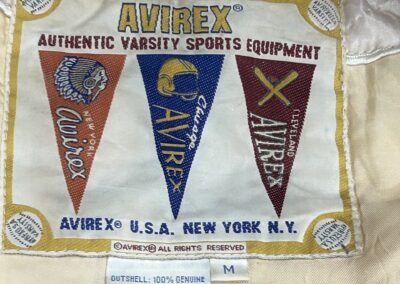 AVIREX®
AUTHENTIC VARSITY SPORTS EQUIPMENT
NEW YORK
Avirex
Chicago
AVIREX
CLEVELAND
AVIREX
AVIREX® U.S.A. NEW YORK N.Y.
©AVIREX® ALL RIGHTS RESERVED
OUTSHELL: 100% GENUINE
M